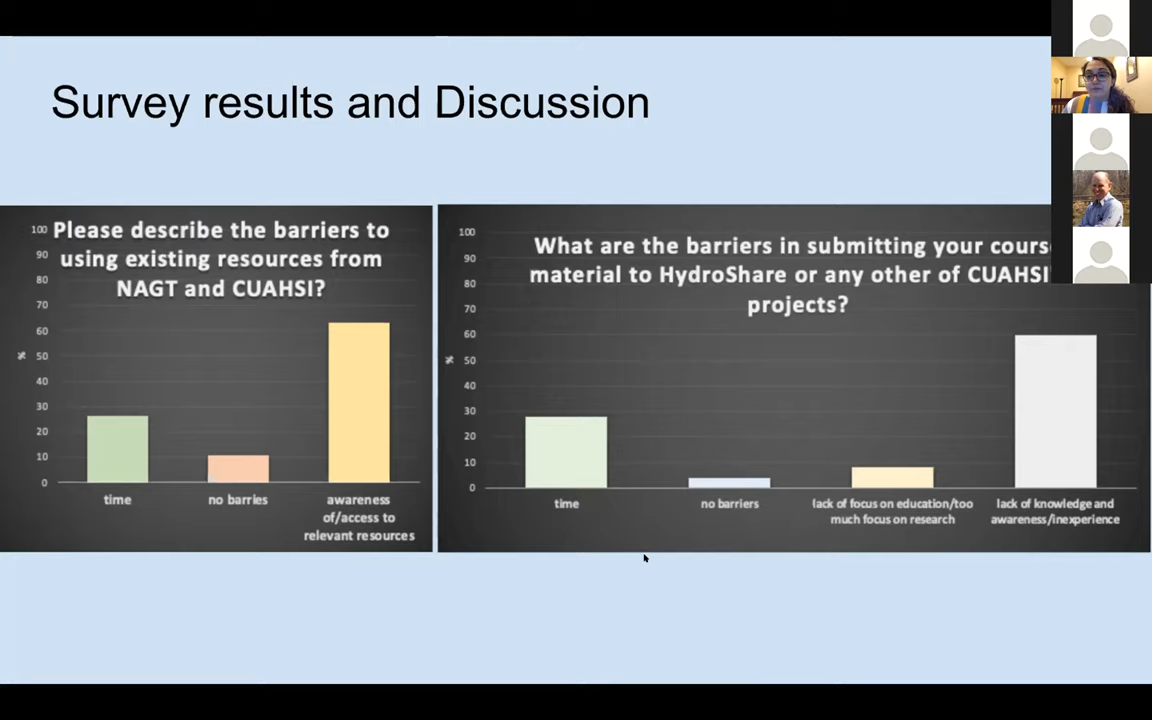 Survey results and Discussion
Please describe the barriers to
using existing resources from
NAGT and CUAHSI?
100
90
80
70
60
50
40
30
20
10
0
%
time
no barries
awareness
of/access to
relevant resources
What are the barriers in submitting your cours
material to HydroShare or any other of CUAHSI
projects?
100
90
80
70
60
50
40
30
20
10
0
%
time
no barriers
lack of focus on education/too
much focus on research
lack of knowledge and
awareness/inexperience